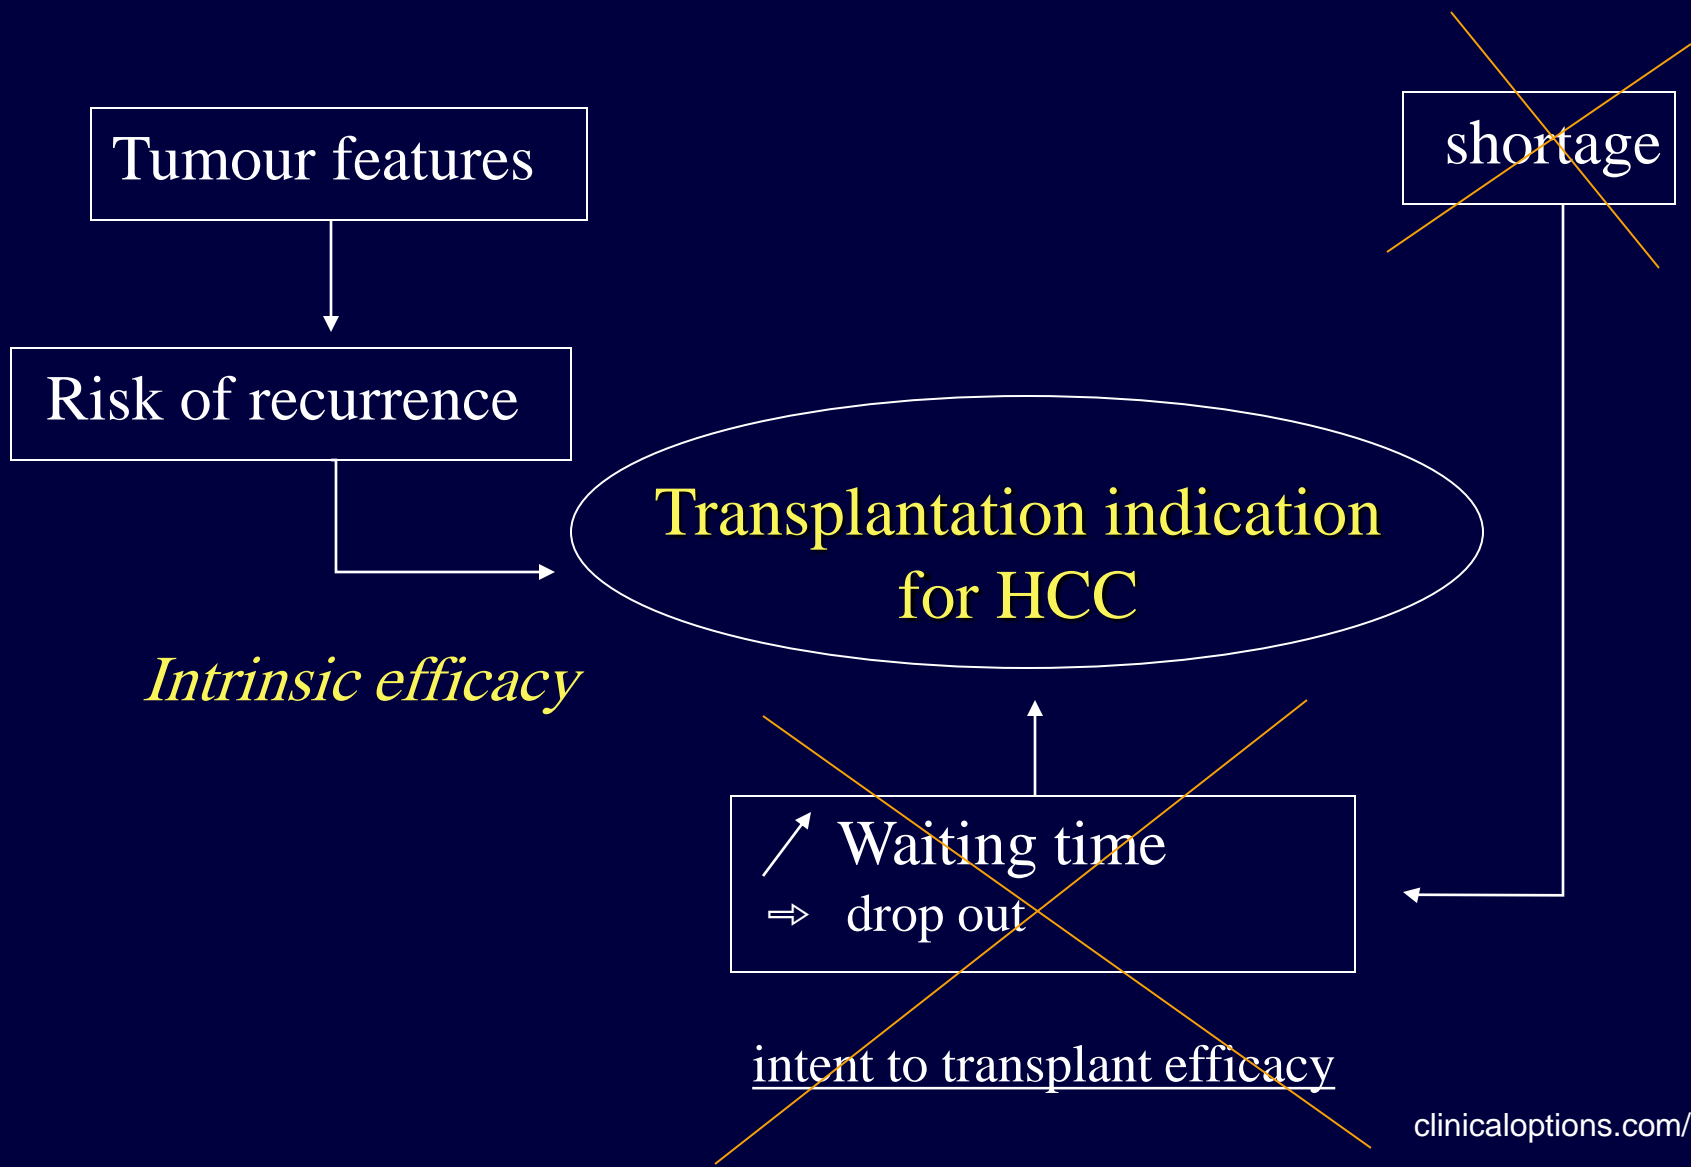 Tumour features
shortage
Risk of recurrence
Transplantation indication
for HCC
Intrinsic efficacy
Waiting time
drop out
intent to transplant efficacy
clinicaloptions.com/